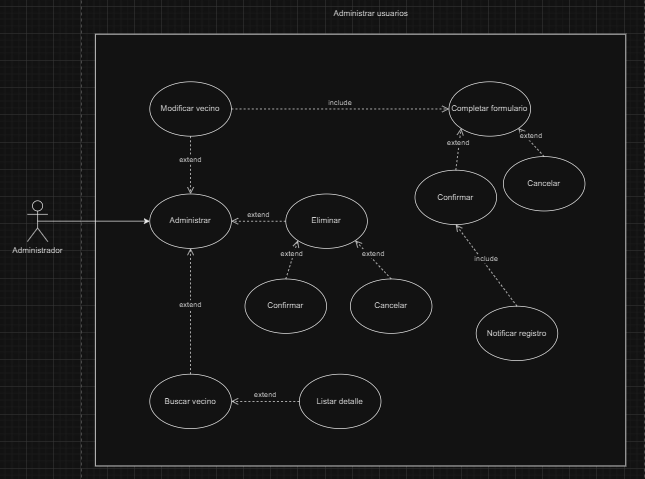 Administrar usuarios
Modificar vecino
include
Completar formulario
extend
extend
extend
Confirmar
Cancelar
Administrador
Administrar
extend
Eliminar
extend
extend
include
Confirmar
Cancelar
extend
Notificar registro
Buscar vecino
extend
Listar detalle